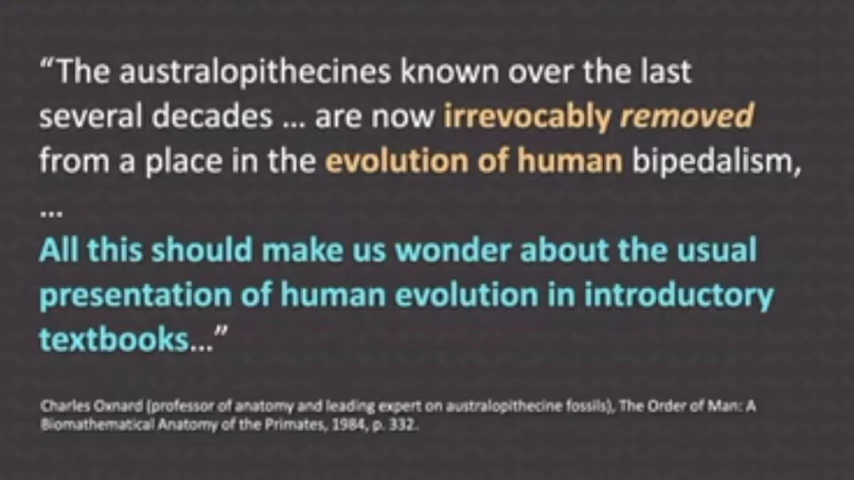 “The australopithecines known over the last
several decades ... are now irrevocably removed
from a place in the evolution of human bipedalism,
...
All this should make us wonder about the usual
presentation of human evolution in introductory
textbooks...”
Charles Oxnard (professor of anatomy and leading expert on australopithecine fossils), The Order of Man: A
Biomathematical Anatomy of the Primates, 1984, p. 332.